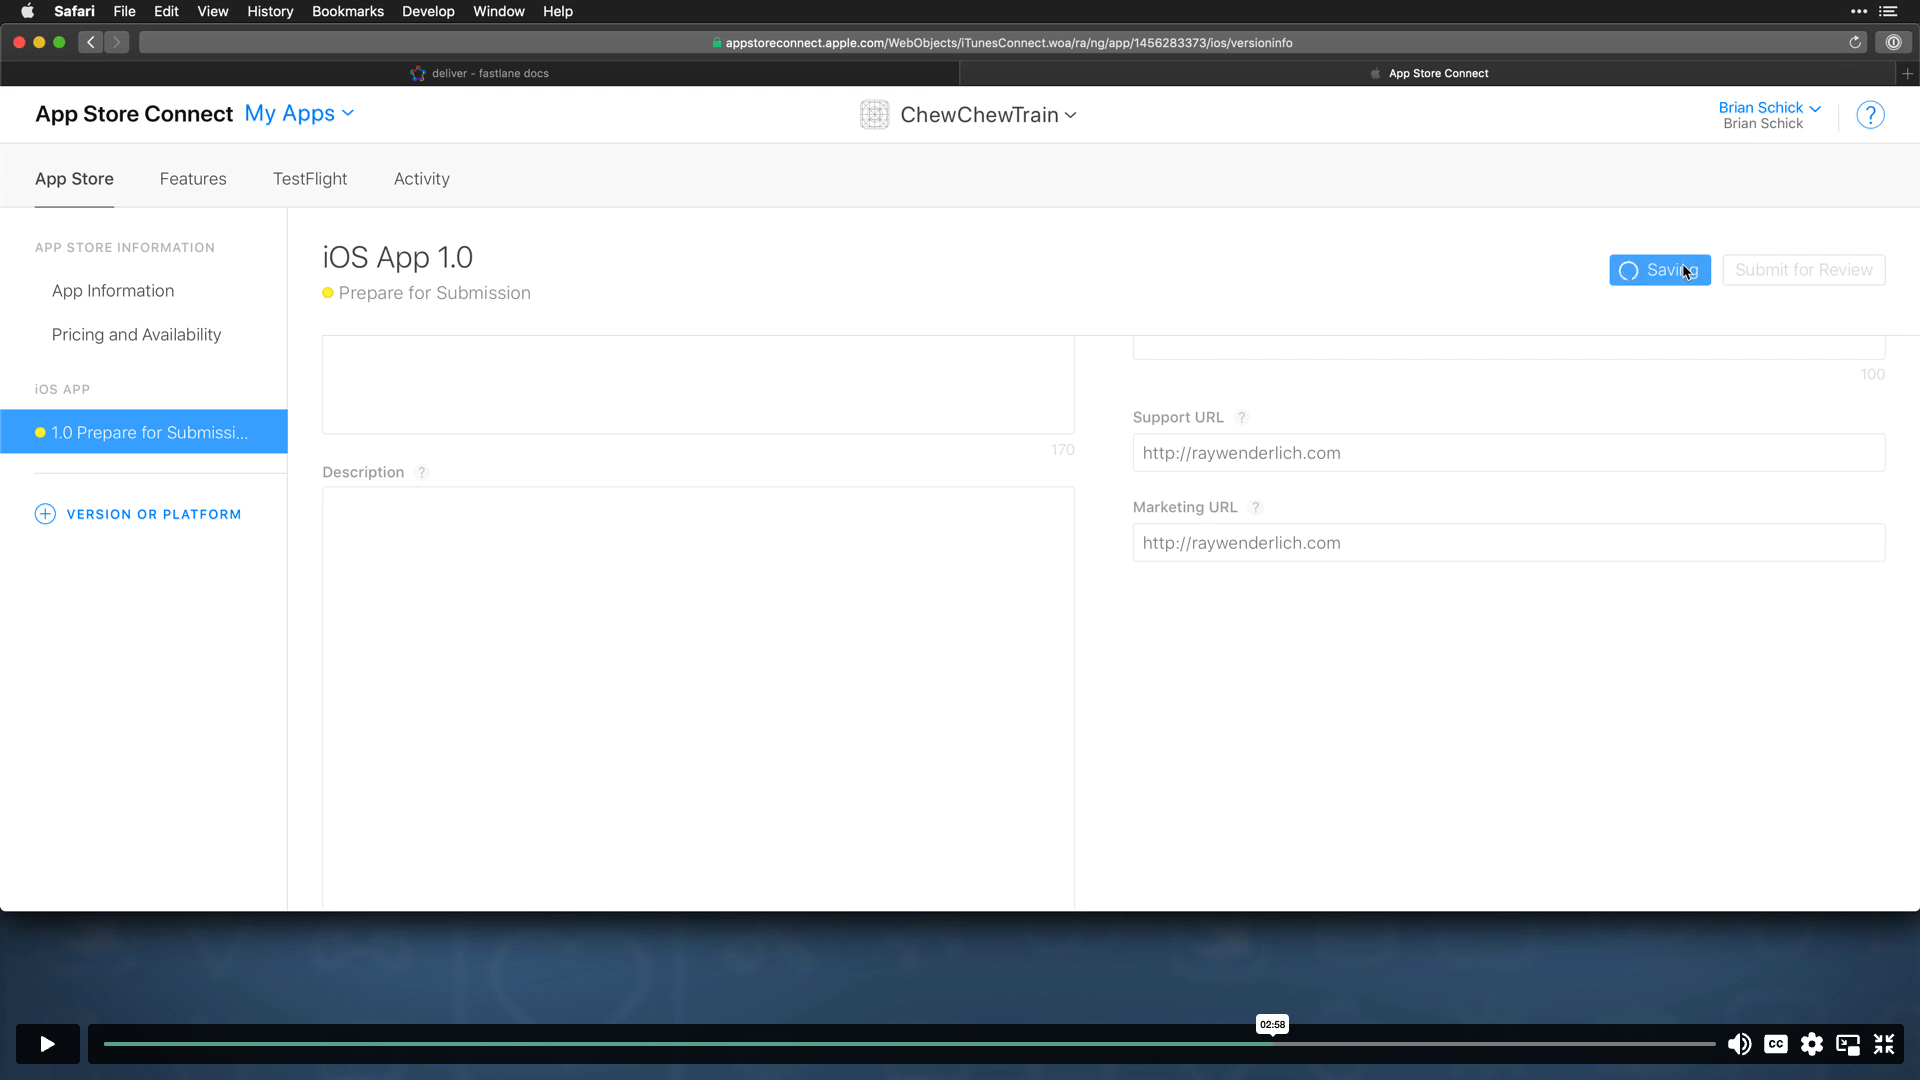 Safari File Edit View History Bookmarks Develop Window Help
appstoreconnect.apple.com/WebObjects/iTunesConnect.woa/ra/ng/app/1456283373/ios/versioninfo
deliver - fastlane docs
App Store Connect
App Store Connect My Apps
ChewChewTrain
Brian Schick
Brian Schick
?
App Store Features TestFlight Activity
APP STORE INFORMATION
App Information
Pricing and Availability
iOS APP
1.0 Prepare for Submissi...
VERSION OR PLATFORM
iOS App 1.0
Prepare for Submission
Saving
Submit for Review
170
Description ?
100
Support URL ?
http://raywenderlich.com
Marketing URL ?
http://raywenderlich.com
02:58
CC